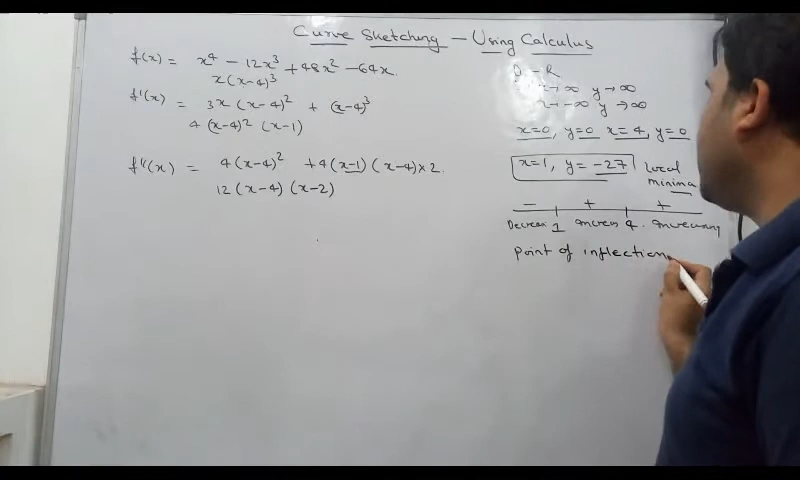 Curve Sketching - Using Calculus
f(x) = x⁴ - 12x³ + 48x² - 64x.
x(x-4)³
f'(x) = 3x (x-4)² + (x-4)³
4(x-4)² (x-1)
f''(x) = 4(x-4)² + 4(x-1)(x-4)×2.
12(x-4)(x-2)
D - R
x→∞ y→∞
x→-∞ y→∞
x=0, y=0 x=4, y=0
x=1, y=-27 local
minima
- + +
Decreas 1 increas 4. increasing
point of inflection